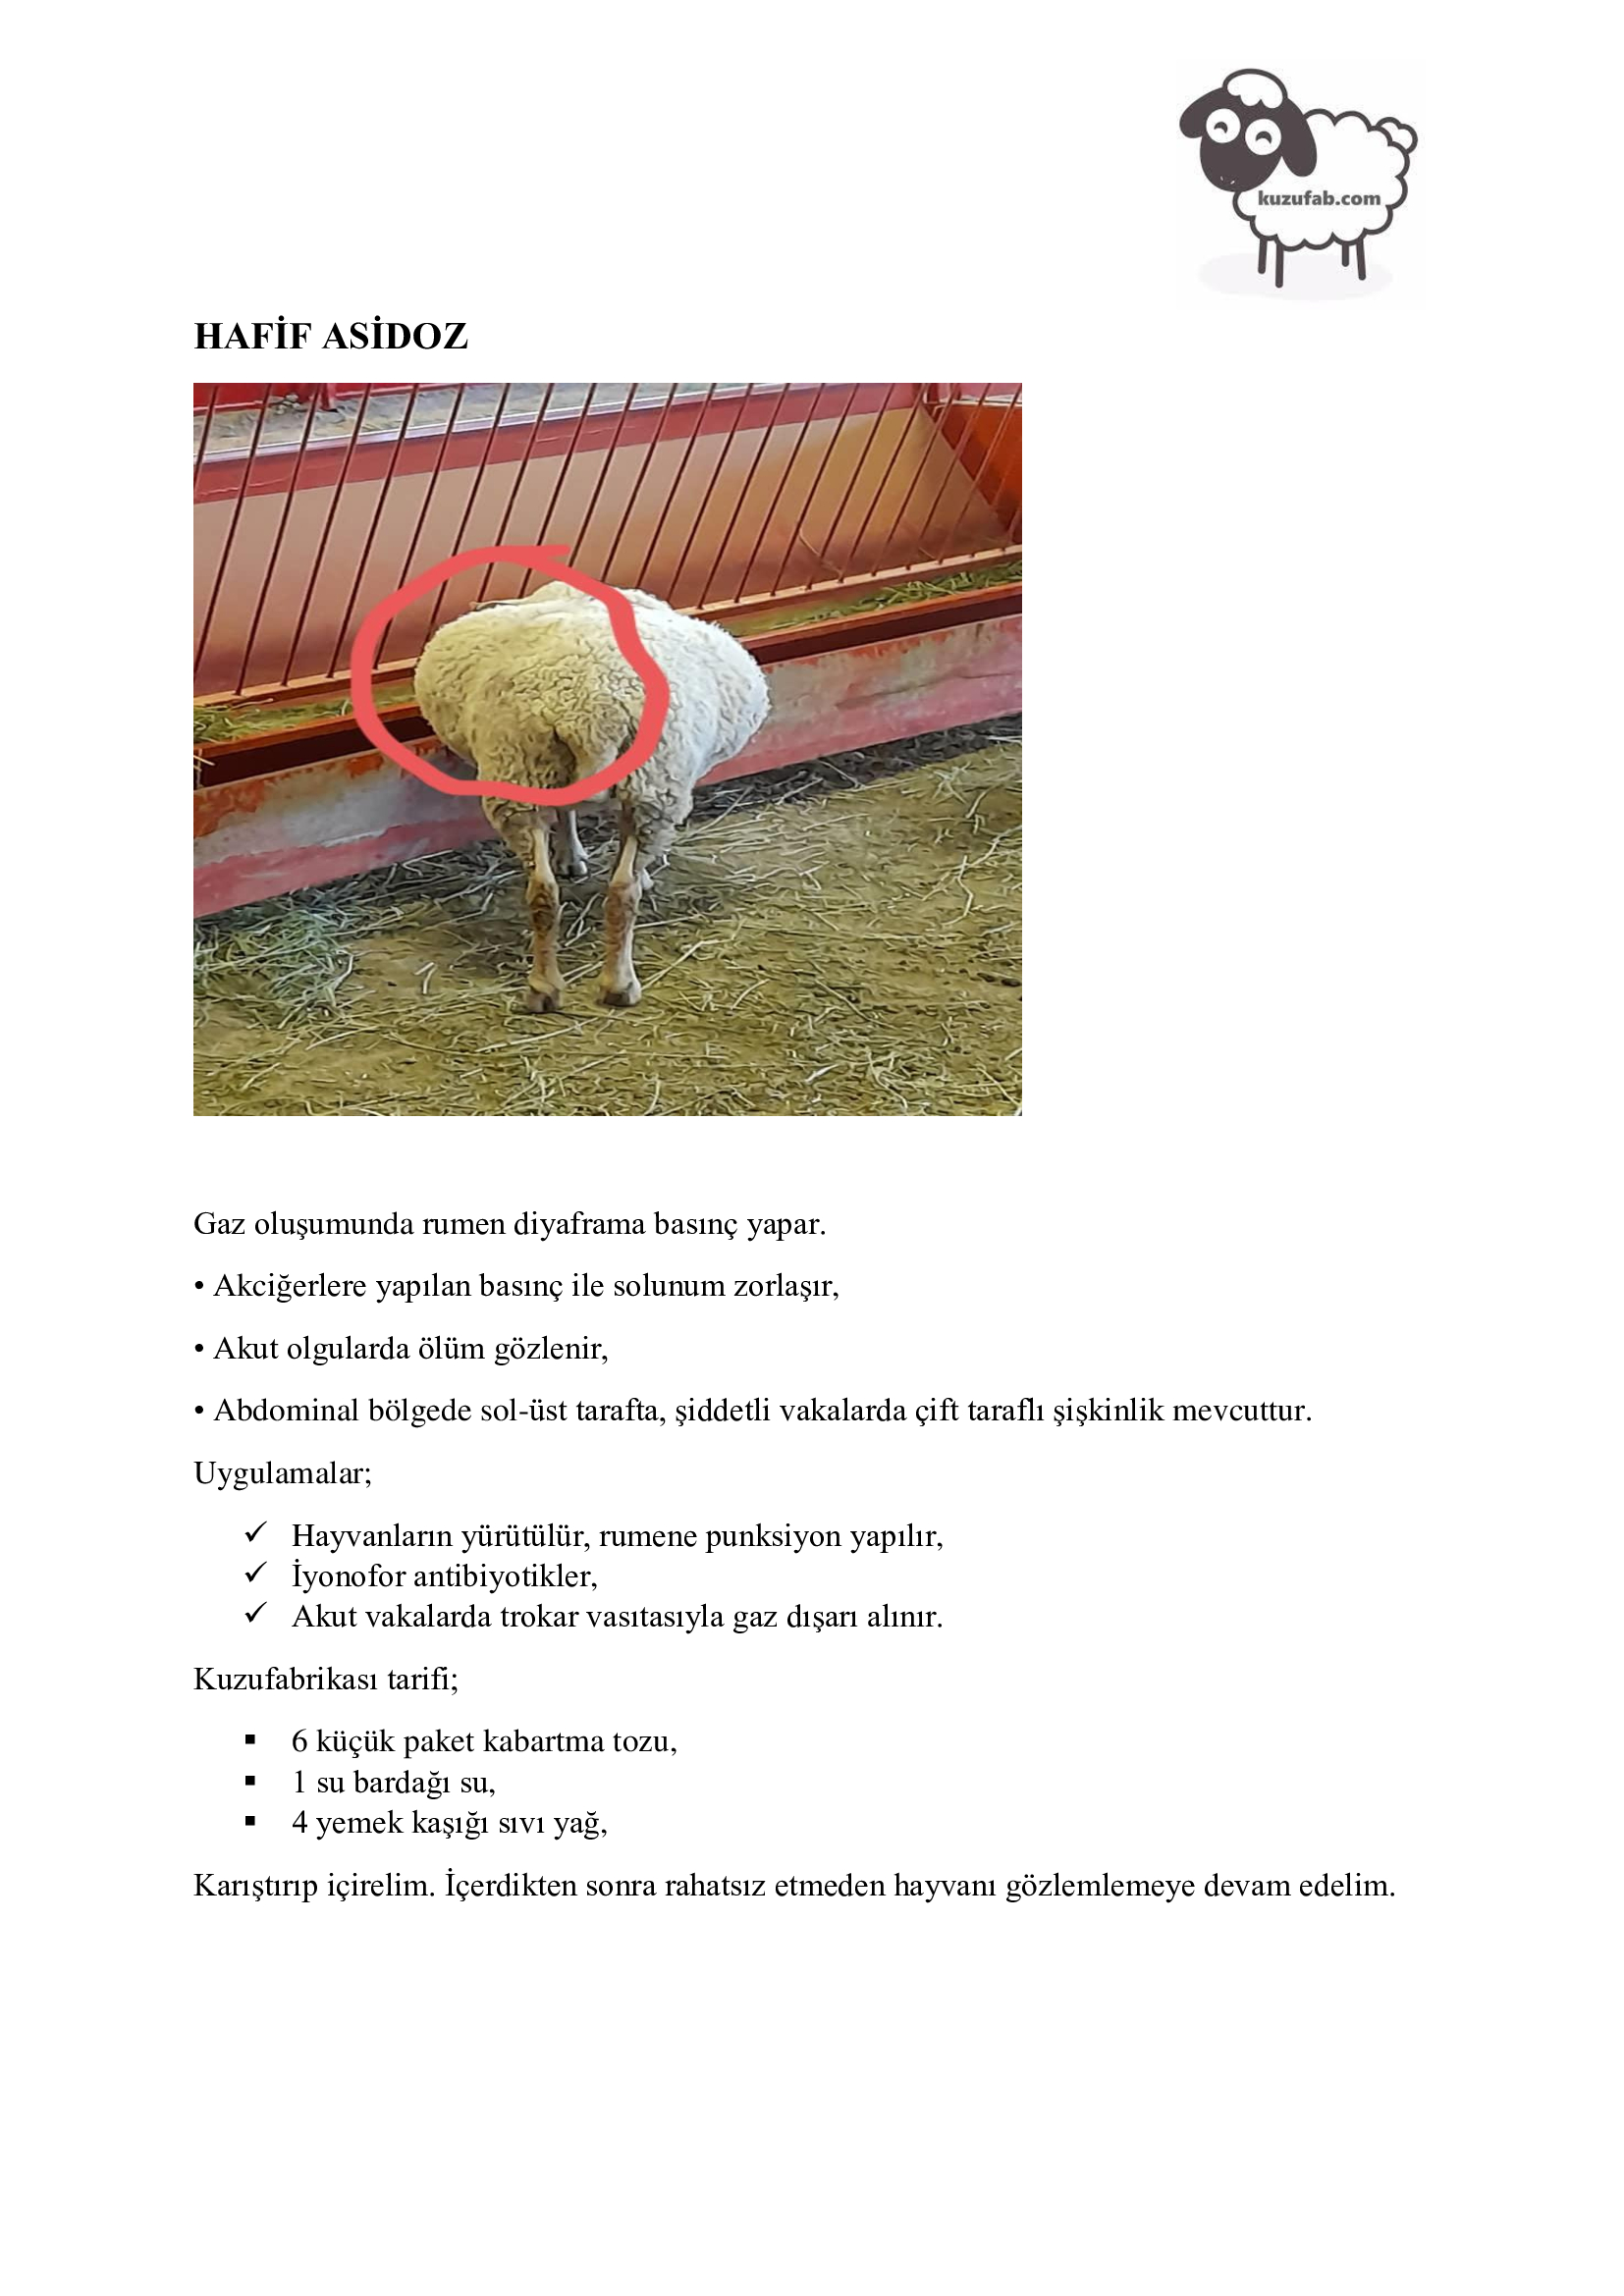 kuzufab.com
HAFİF ASİDOZ
Gaz oluşumunda rumen diyaframa basınç yapar.
• Akciğerlere yapılan basınç ile solunum zorlaşır,
• Akut olgularda ölüm gözlenir,
• Abdominal bölgede sol-üst tarafta, şiddetli vakalarda çift taraflı şişkinlik mevcuttur.
Uygulamalar;
✓ Hayvanların yürütülür, rumene punksiyon yapılır,
✓ İyonofor antibiyotikler,
✓ Akut vakalarda trokar vasıtasıyla gaz dışarı alınır.
Kuzufabrikası tarifi;
▪ 6 küçük paket kabartma tozu,
▪ 1 su bardağı su,
▪ 4 yemek kaşığı sıvı yağ,
Karıştırıp içirelim. İçerdikten sonra rahatsız etmeden hayvanı gözlemlemeye devam edelim.